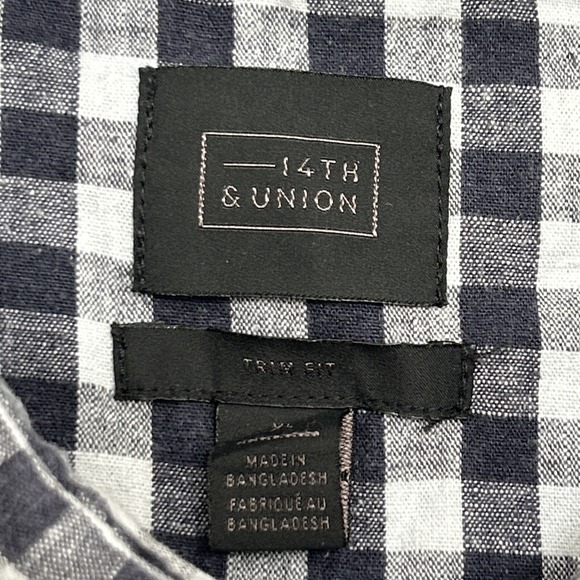 14TH
& UNION
TRIM FIT
MADE IN
BANGLADESH
FABRIQUÉ AU
BANGLADESH